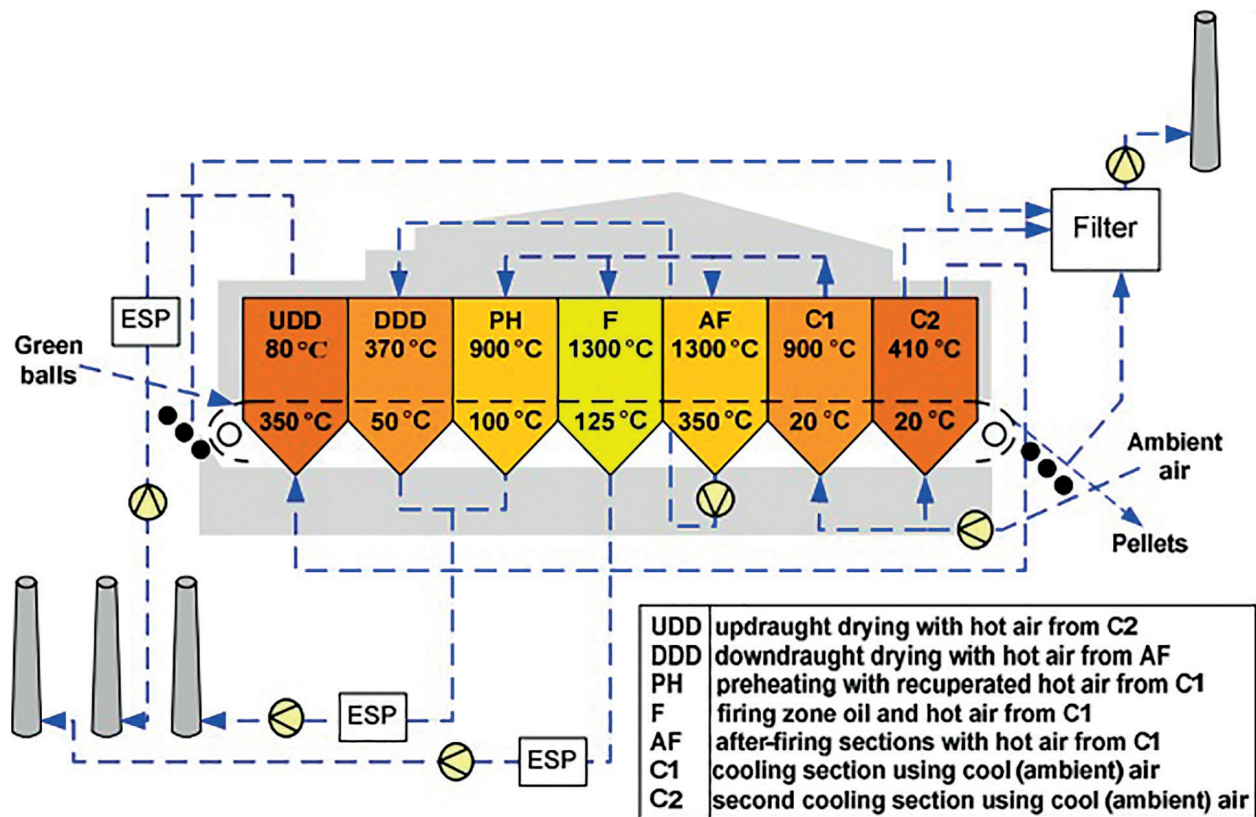 Filter
ESP
Green
balls
UDD
80 °C
350 °C
DDD
370 °C
50 °C
PH
900 °C
100 °C
F
1300 °C
125 °C
AF
1300 °C
350 °C
C1
900 °C
20 °C
C2
410 °C
20 °C
Ambient
air
Pellets
ESP
ESP
UDD updraught drying with hot air from C2
DDD downdraught drying with hot air from AF
PH preheating with recuperated hot air from C1
F firing zone oil and hot air from C1
AF after-firing sections with hot air from C1
C1 cooling section using cool (ambient) air
C2 second cooling section using cool (ambient) air